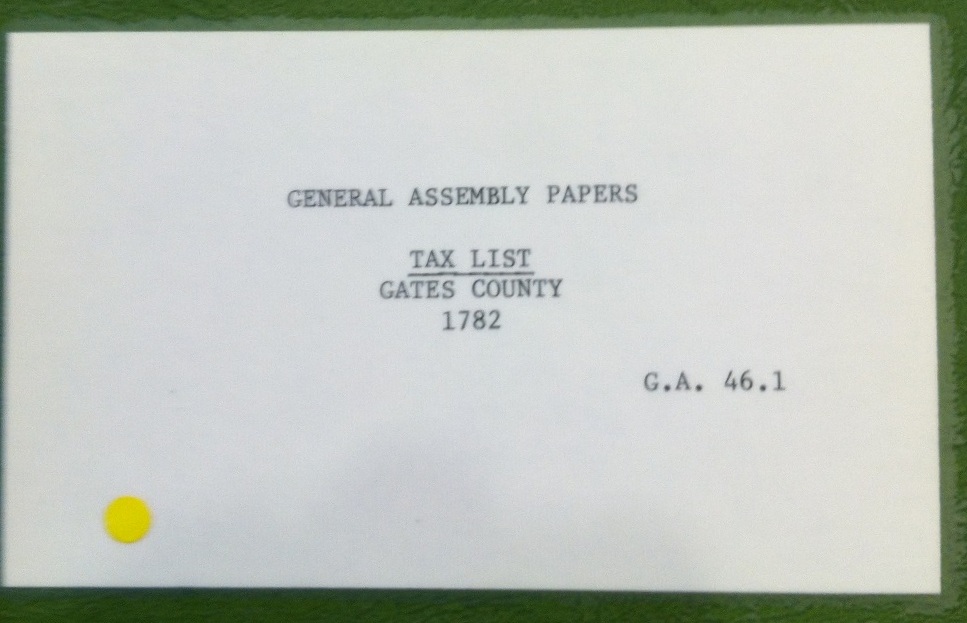 GENERAL ASSEMBLY PAPERS
TAX LIST
GATES COUNTY
1782
G.A. 46.1